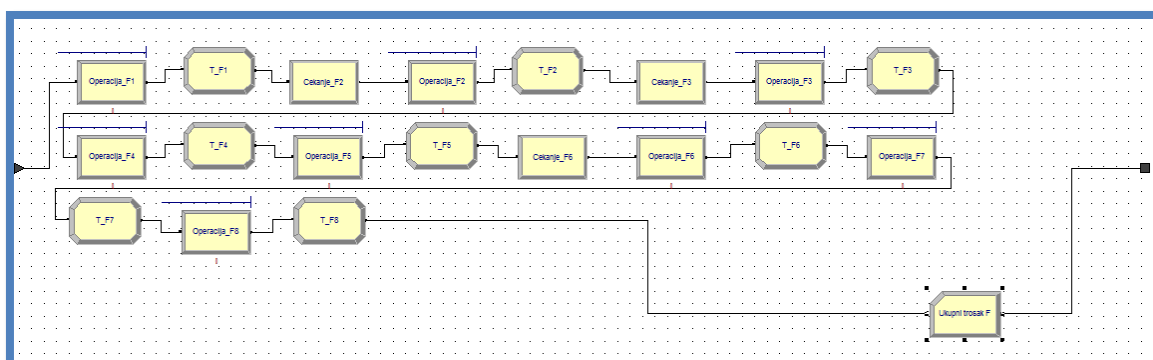 Operacija_F1
T_F1
Cekanje_F2
Operacija_F2
T_F2
Cekanje_F3
Operacija_F3
T_F3
Operacija_F4
T_F4
Operacija_F5
T_F5
Cekanje_F6
Operacija_F6
T_F6
Operacija_F7
T_F7
Operacija_F8
T_F8
Ukupni trosak F